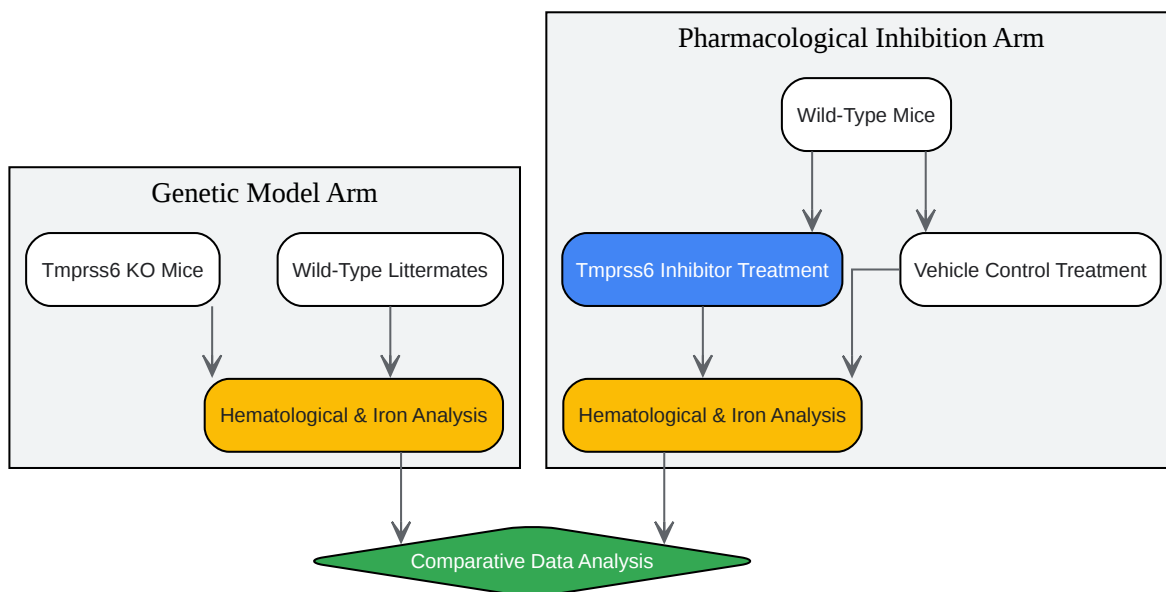 Pharmacological Inhibition Arm
Wild-Type Mice
Genetic Model Arm
Tmprss6 KO Mice
Wild-Type Littermates
Tmprss6 Inhibitor Treatment
Vehicle Control Treatment
Hematological & Iron Analysis
Hematological & Iron Analysis
Comparative Data Analysis